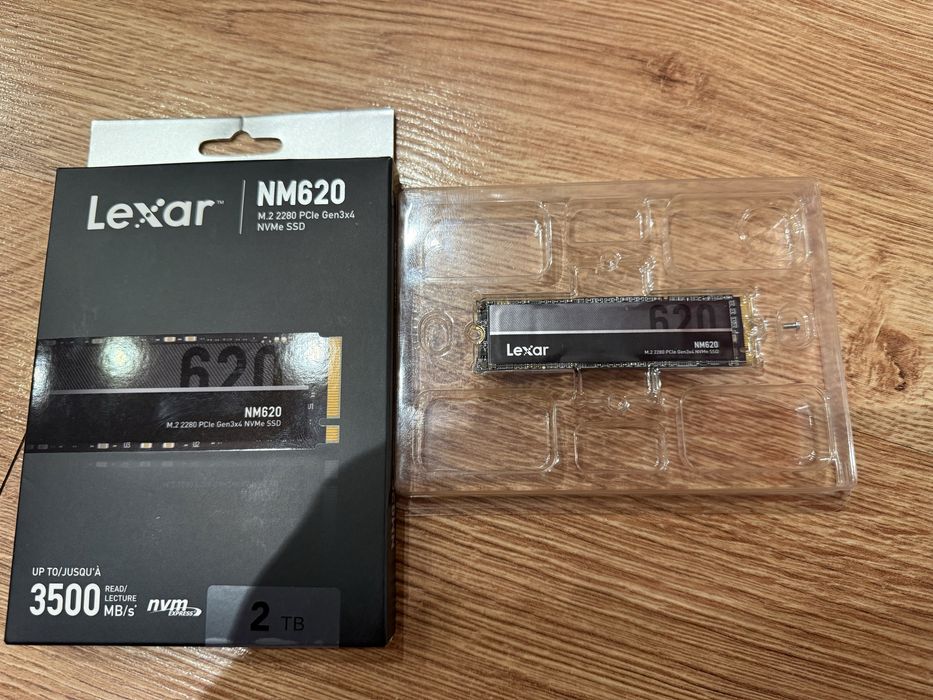 Lexar™
NM620
M.2 2280 PCIe Gen3x4
NVMe SSD
620
NM620
M.2 2280 PCIe Gen3x4 NVMe SSD
UP TO/JUSQU'À
3500
READ/
LECTURE
MB/s*
nvm
EXPRESS
2 TB
620
Lexar
NM620
M.2 2280 PCIe Gen3x4 NVMe SSD